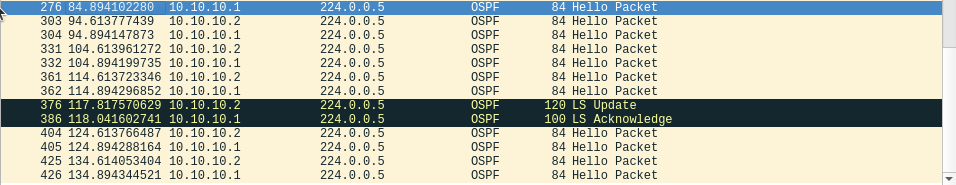 276 84.894102280 10.10.10.1 224.0.0.5 OSPF 84 Hello Packet
303 94.613777439 10.10.10.2 224.0.0.5 OSPF 84 Hello Packet
304 94.894147873 10.10.10.1 224.0.0.5 OSPF 84 Hello Packet
331 104.613961272 10.10.10.2 224.0.0.5 OSPF 84 Hello Packet
332 104.894199735 10.10.10.1 224.0.0.5 OSPF 84 Hello Packet
361 114.613723346 10.10.10.2 224.0.0.5 OSPF 84 Hello Packet
362 114.894296852 10.10.10.1 224.0.0.5 OSPF 84 Hello Packet
376 117.817570629 10.10.10.2 224.0.0.5 OSPF 120 LS Update
386 118.041602741 10.10.10.1 224.0.0.5 OSPF 100 LS Acknowledge
404 124.613766487 10.10.10.2 224.0.0.5 OSPF 84 Hello Packet
405 124.894288164 10.10.10.1 224.0.0.5 OSPF 84 Hello Packet
425 134.614053404 10.10.10.2 224.0.0.5 OSPF 84 Hello Packet
426 134.894344521 10.10.10.1 224.0.0.5 OSPF 84 Hello Packet